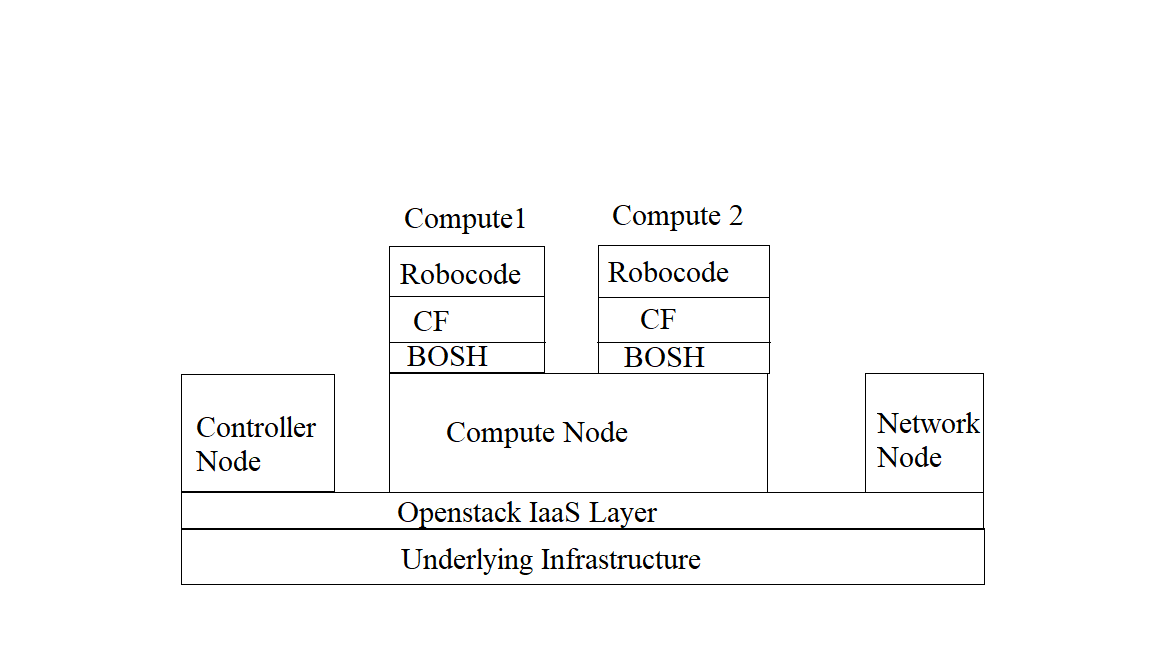 Compute1
Compute 2
Robocode
Robocode
CF
CF
BOSH
BOSH
Controller
Node
Compute Node
Network
Node
Openstack IaaS Layer
Underlying Infrastructure